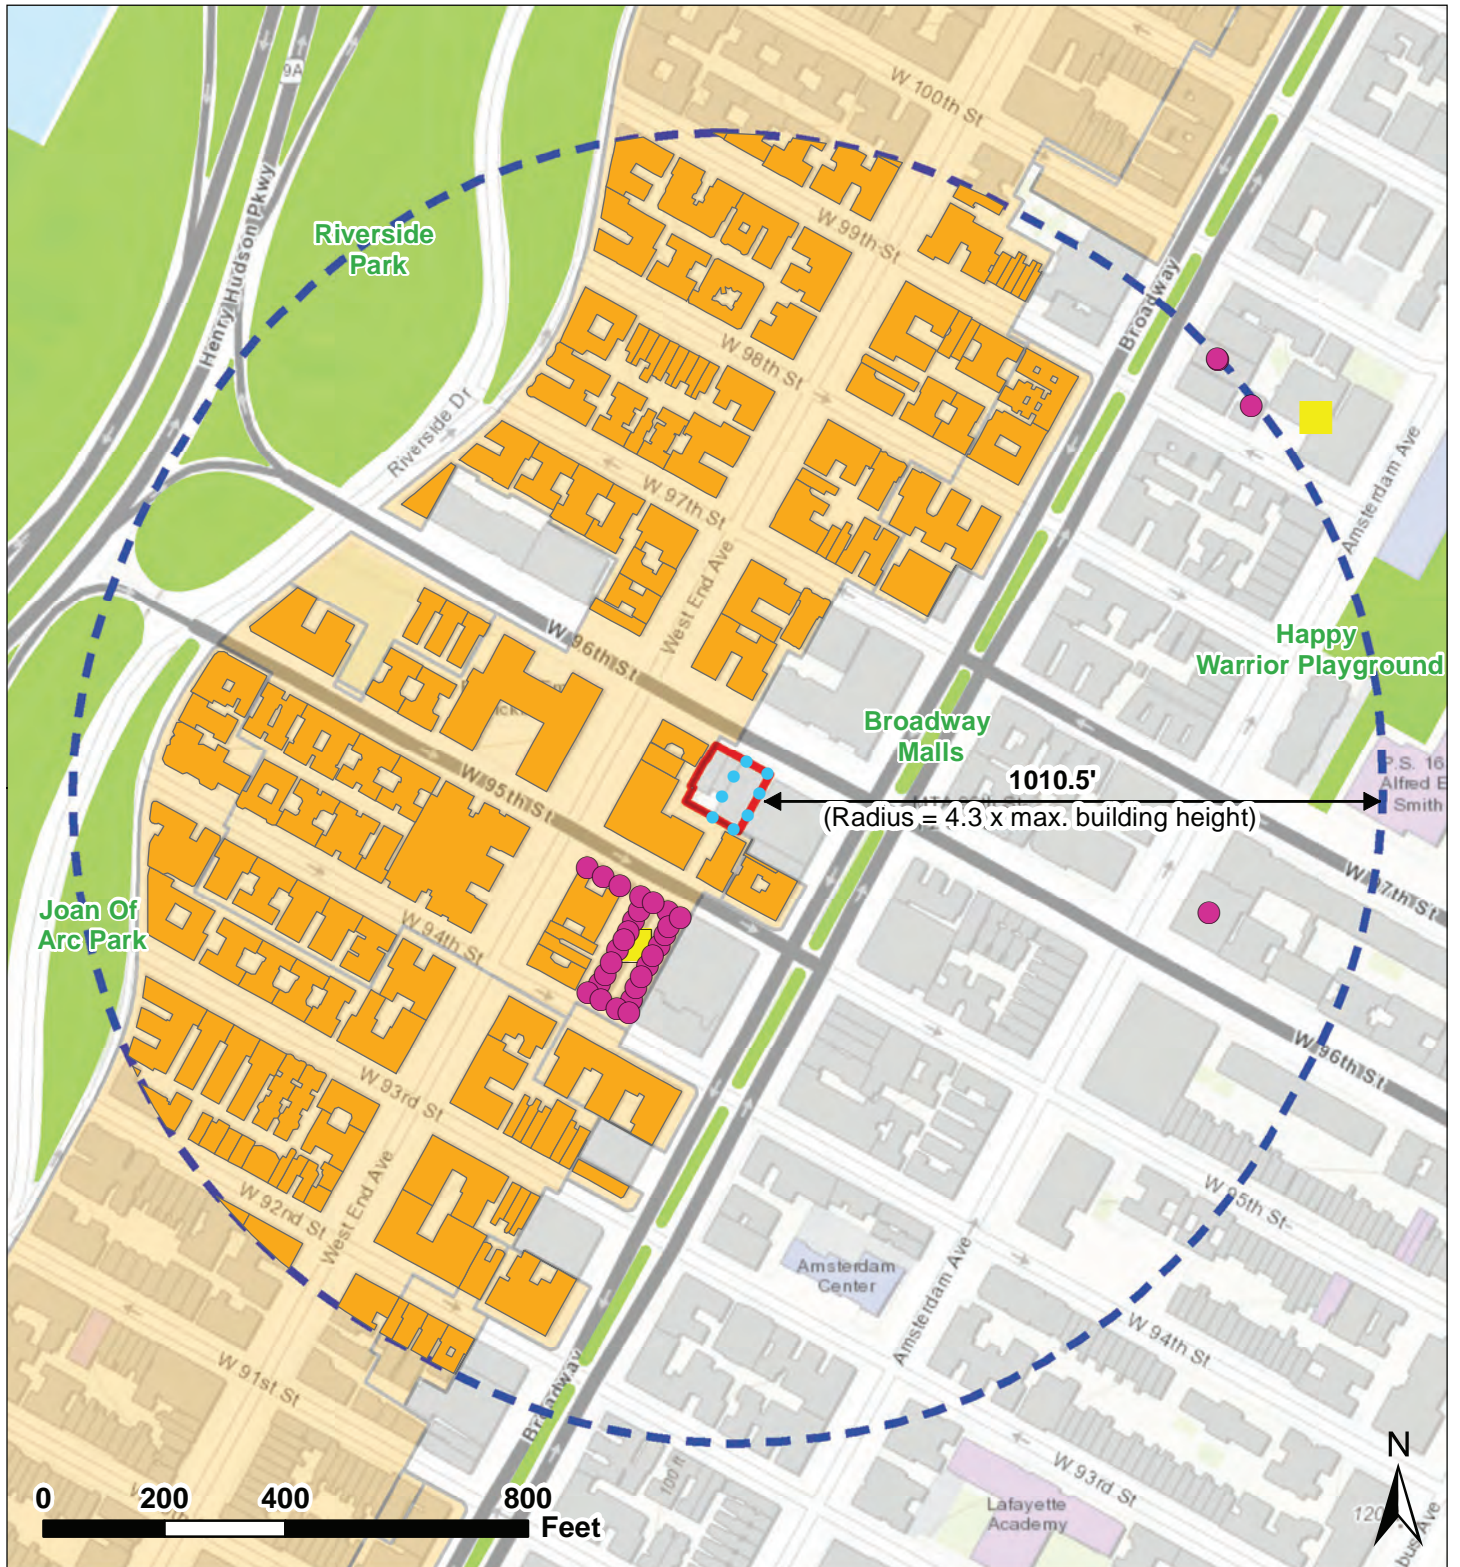 W 100th St
9A
Henry Hudson Pkwy
Riverside
Park
W 99th St
Broadway
W 98th St
Riverside Dr
Amsterdam Ave
W 97th St
West End Ave
Happy
Warrior Playground
W 96th St
Broadway
Malls
1010.5'
(Radius = 4.3 x max. building height)
P.S. 16
Alfred E
Smith
W 95th St
W 97th St
Joan Of
Arc Park
W 94th St
W 96th St
W 93rd St
W 95th St
West End Ave
W 92nd St
Amsterdam
Center
Amsterdam Ave
W 94th St
W 91st St
Broadway
N
W 93rd St
100 ft
Lafayette
Academy
0 200 400 800
Feet